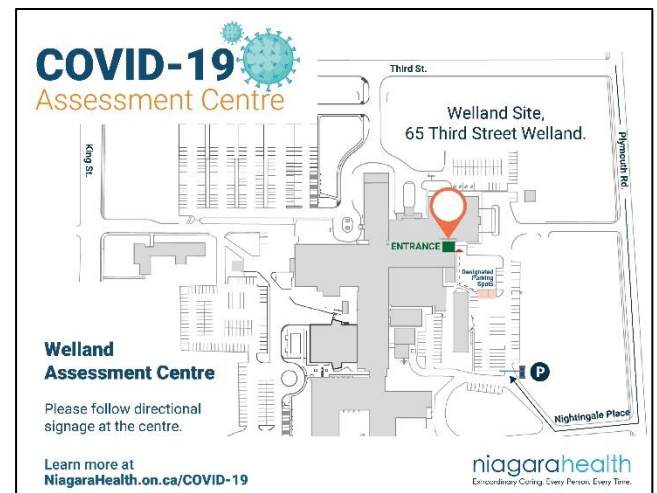 COVID-19
Assessment Centre
Third St.
Welland Site,
65 Third Street Welland.
King St.
Plymouth Rd.
ENTRANCE
Designated
Parking
Spots
Welland
Assessment Centre
Please follow directional
signage at the centre.
P
Nightingale Place
Learn more at
NiagaraHealth.on.ca/COVID-19
niagarahealth
Extraordinary Caring. Every Person. Every Time.